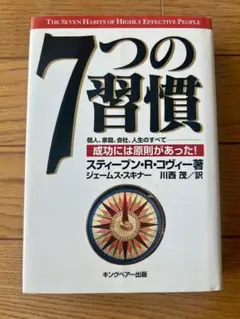 THE SEVEN HABITS OF HIGHLY EFFECTIVE PEOPLE
7つの
習慣
個人、家庭、会社、人生のすべて
成功には原則があった!
スティーブン・R・コヴィー著
ジェームス・スキナー 川西 茂/訳
キングベアー出版